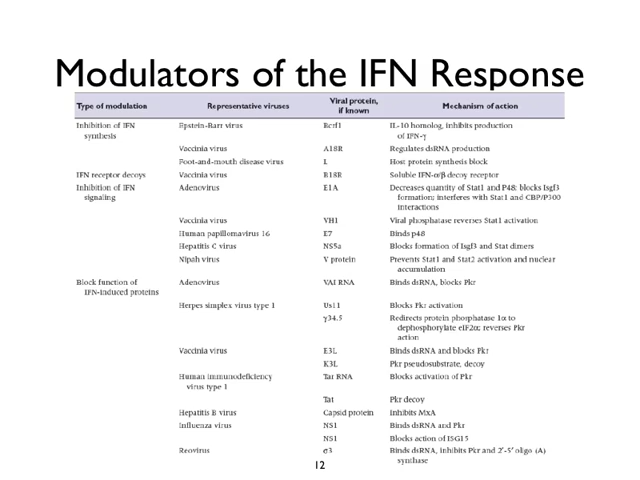 Modulators of the IFN Response
Type of modulation Representative viruses Viral protein, if known Mechanism of action
Inhibition of IFN synthesis Epstein-Barr virus Bcrf1 IL-10 homolog, inhibits production
of IFN-γ
Vaccinia virus A18R Regulates dsRNA production
Foot-and-mouth disease virus L Host protein synthesis block
IFN receptor decoys Vaccinia virus B18R Soluble IFN-α/β decoy receptor
Inhibition of IFN signaling Adenovirus E1A Decreases quantity of Stat1 and P48; blocks Isgf3
formation; interferes with Stat1 and CBP/P300
interactions
Vaccinia virus VH1 Viral phosphatase reverses Stat1 activation
Human papillomavirus 16 E7 Binds p48
Hepatitis C virus NS5a Blocks formation of Isgf3 and Stat dimers
Nipah virus V protein Prevents Stat1 and Stat2 activation and nuclear
accumulation
Block function of IFN-induced proteins Adenovirus VAI RNA Binds dsRNA, blocks Pkr
Herpes simplex virus type 1 Us11 Blocks Pkr activation
γ34.5 Redirects protein phosphatase 1α to
dephosphorylate eIF2α; reverses Pkr
action
Vaccinia virus E3L Binds dsRNA and blocks Pkr
K3L Pkr pseudosubstrate, decoy
Human immunodeficiency virus type 1 Tar RNA Blocks activation of Pkr
Tat Pkr decoy
Hepatitis B virus Capsid protein Inhibits MxA
Influenza virus NS1 Binds dsRNA and Pkr
NS1 Blocks action of ISG15
Reovirus σ3 Binds dsRNA, inhibits Pkr and 2'-5' oligo (A)
synthase
12